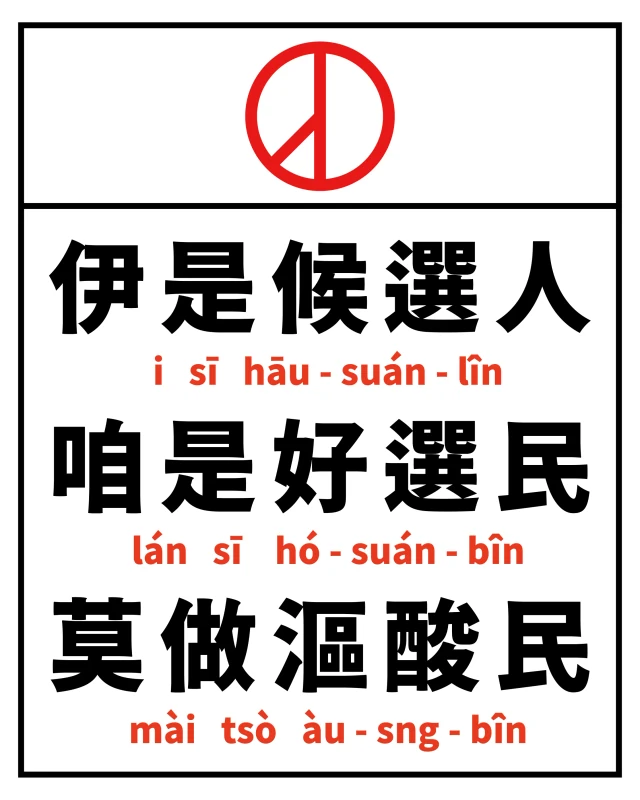 伊是候選人
i sī hāu - suán - lîn
咱是好選民
lán sī hó - suán - bîn
莫做漚酸民
mài tsò àu - sng - bîn